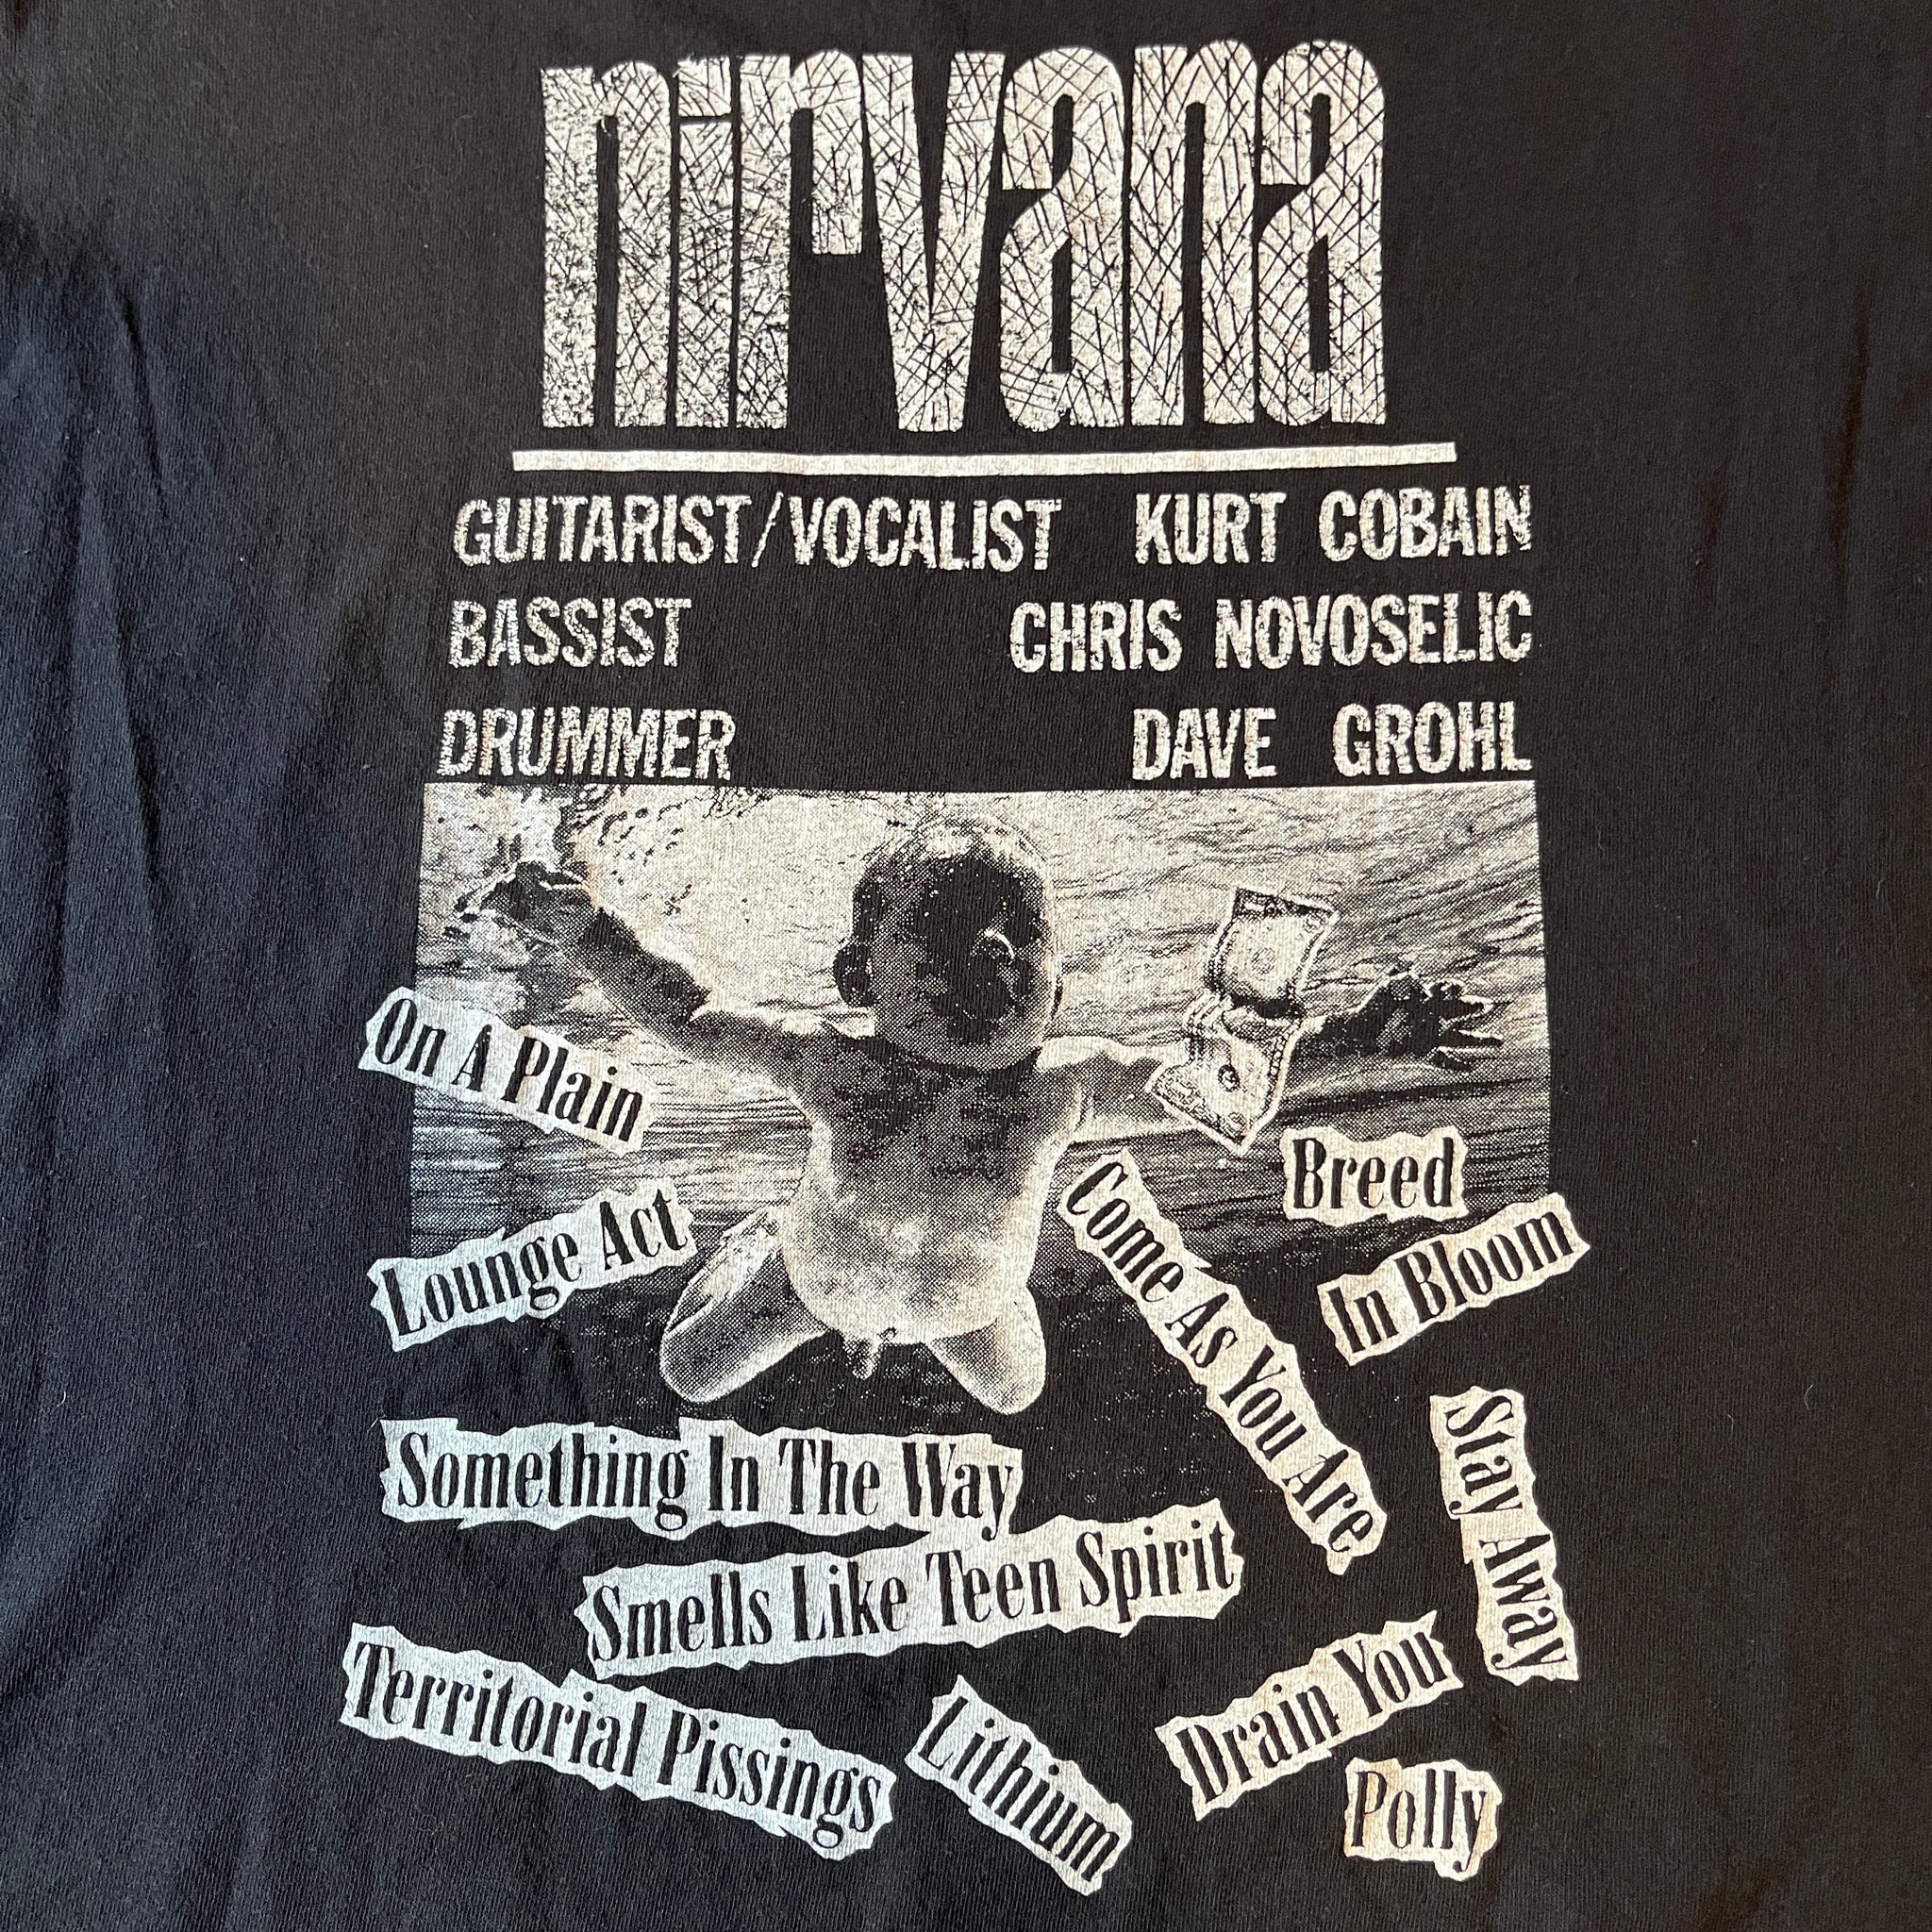 nirvana
GUITARIST/VOCALIST KURT COBAIN
BASSIST CHRIS NOVOSELIC
DRUMMER DAVE GROHL
On A Plain
Breed
Lounge Act
Come As You Are
In Bloom
Something In The Way
Stay Away
Smells Like Teen Spirit
Territorial Pissings
Lithium
Drain You
Polly